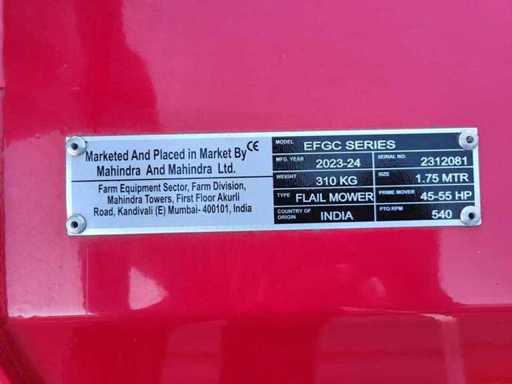 Marketed And Placed in Market By CE
Mahindra And Mahindra Ltd.
Farm Equipment Sector, Farm Division,
Mahindra Towers, First Floor Akurli
Road, Kandivali (E) Mumbai- 400101, India
MODEL EFGC SERIES
MFG. YEAR 2023-24 SERIAL NO. 2312081
WEIGHT 310 KG SIZE 1.75 MTR
TYPE FLAIL MOWER PRIME MOVER 45-55 HP
COUNTRY OF ORIGIN INDIA PTO RPM 540